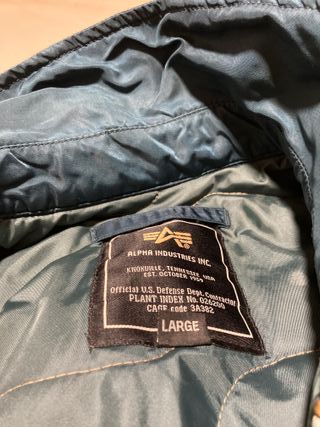 ALPHA INDUSTRIES INC.
KNOXVILLE, TENNESSEE, USA
EST. OCTOBER 1959
Official U.S. Defense Dept. Contractor
PLANT INDEX No. 026200
CAGE code 3A382
LARGE